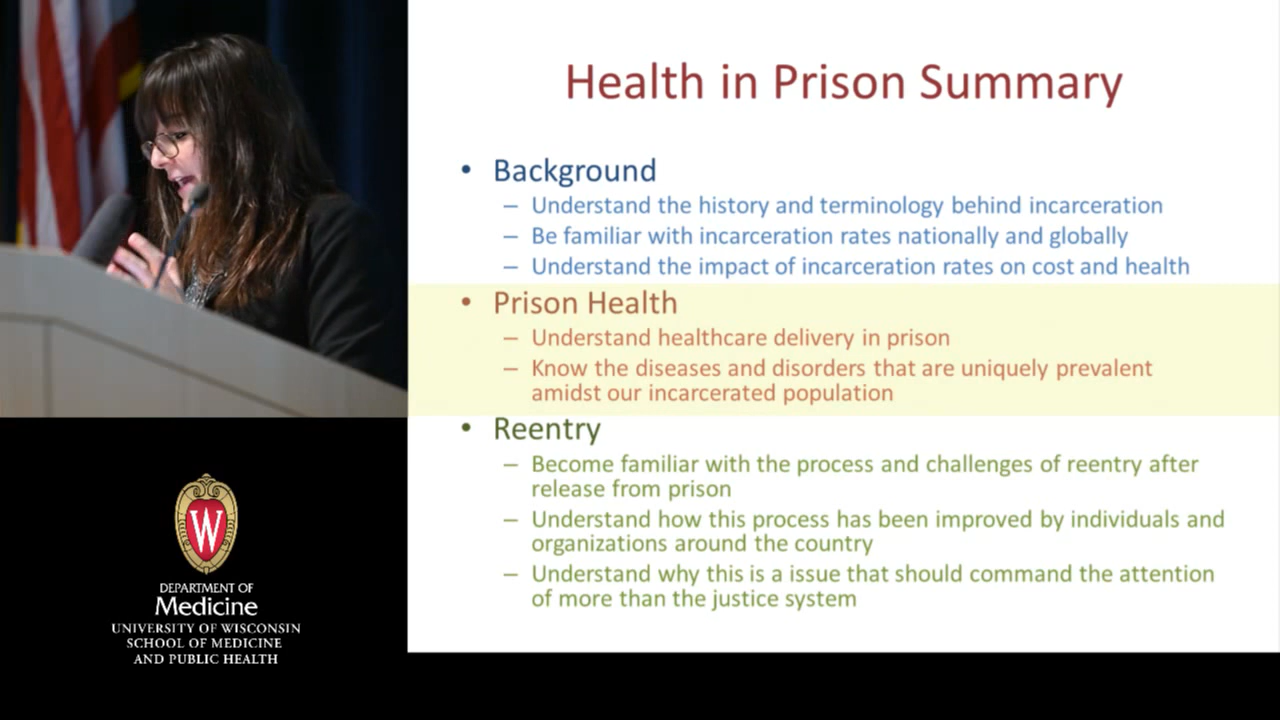 Health in Prison Summary
• Background
– Understand the history and terminology behind incarceration
– Be familiar with incarceration rates nationally and globally
– Understand the impact of incarceration rates on cost and health
• Prison Health
– Understand healthcare delivery in prison
– Know the diseases and disorders that are uniquely prevalent
amidst our incarcerated population
• Reentry
– Become familiar with the process and challenges of reentry after
release from prison
– Understand how this process has been improved by individuals and
organizations around the country
– Understand why this is a issue that should command the attention
of more than the justice system
W
DEPARTMENT OF
Medicine
UNIVERSITY OF WISCONSIN
SCHOOL OF MEDICINE
AND PUBLIC HEALTH